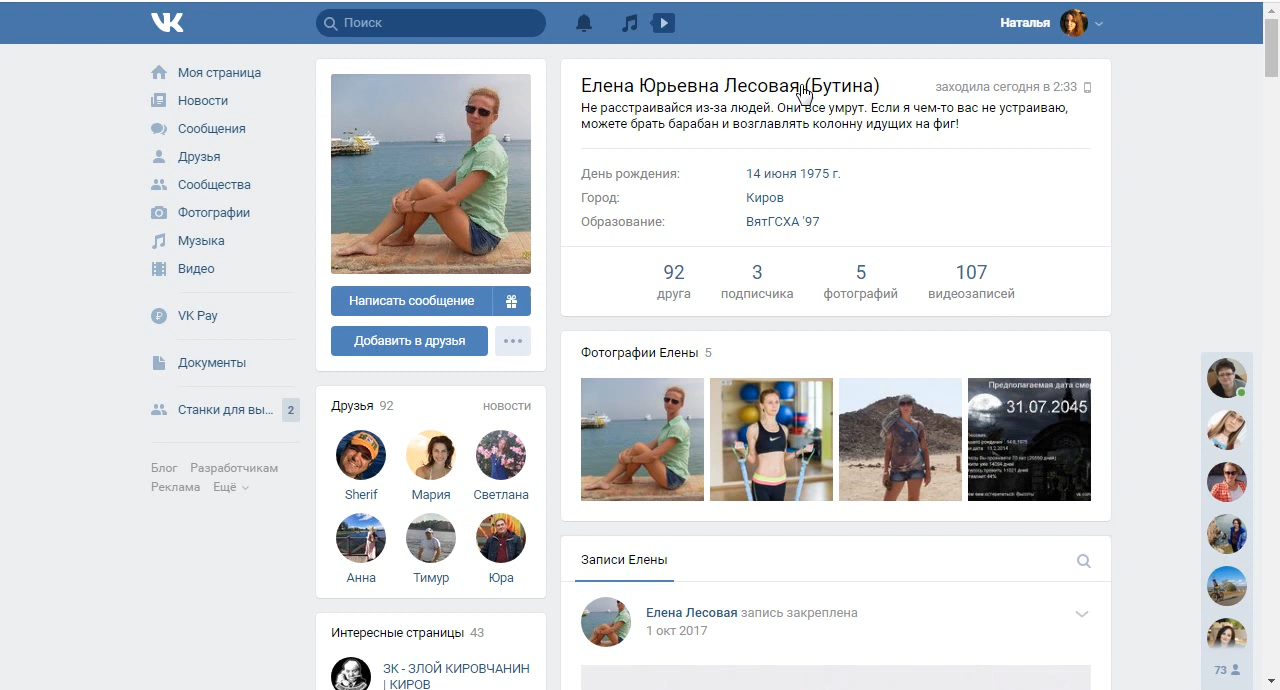 Поиск
Наталья
Моя страница
Новости
Сообщения
Друзья
Сообщества
Фотографии
Музыка
Видео
VK Pay
Документы
Станки для вы... 2
Блог Разработчикам
Реклама Ещё
Написать сообщение
Добавить в друзья
Друзья 92 новости
Sherif Мария Светлана
Анна Тимур Юра
Интересные страницы 43
ЗК - ЗЛОЙ КИРОВЧАНИН
| КИРОВ
Елена Юрьевна Лесовая (Бутина) заходила сегодня в 2:33
Не расстраивайся из-за людей. Они все умрут. Если я чем-то вас не устраиваю,
можете брать барабан и возглавлять колонну идущих на фиг!
День рождения: 14 июня 1975 г.
Город: Киров
Образование: ВятГСХА '97
92 3 5 107
друга подписчика фотографий видеозаписей
Фотографии Елены 5
Предполагаемая дата
31.07.2045
Записи Елены
Елена Лесовая запись закреплена
1 окт 2017
73